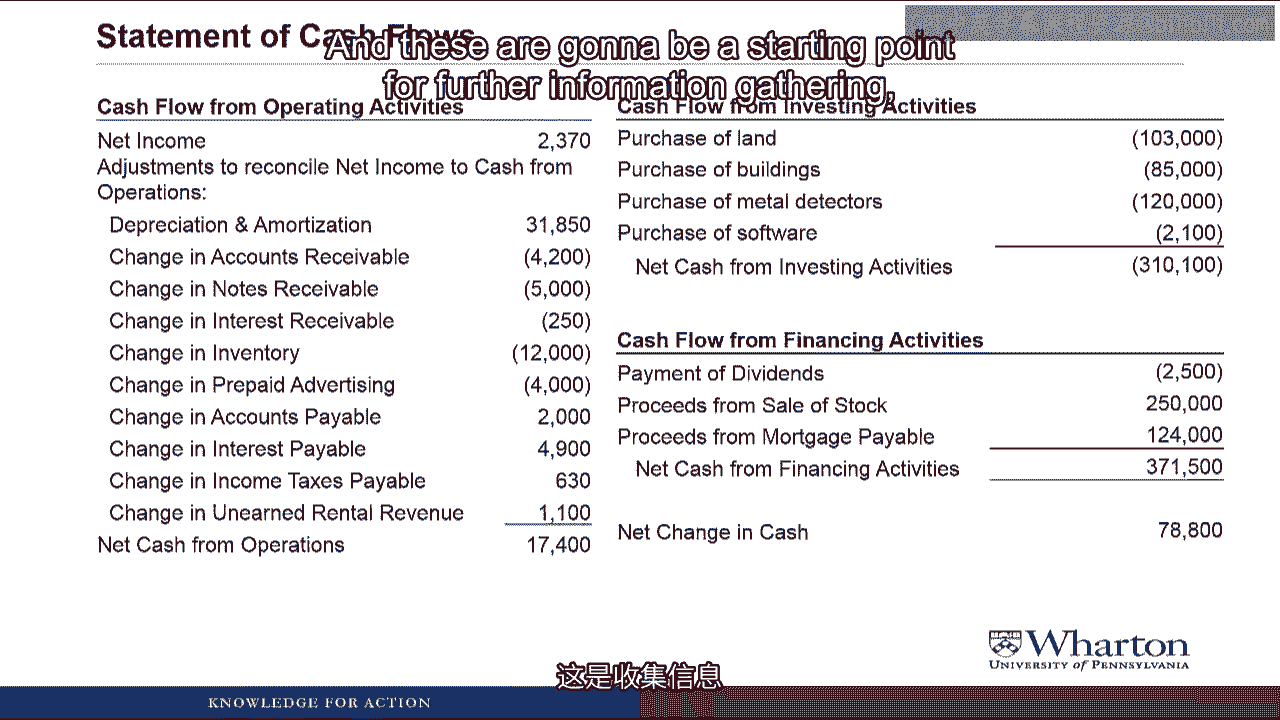 Statement of Cash Flows
And these are gonna be a starting point
for further information gathering,
Cash Flow from Operating Activities
Net Income 2,370
Adjustments to reconcile Net Income to Cash from
Operations:
Depreciation & Amortization 31,850
Change in Accounts Receivable (4,200)
Change in Notes Receivable (5,000)
Change in Interest Receivable (250)
Change in Inventory (12,000)
Change in Prepaid Advertising (4,000)
Change in Accounts Payable 2,000
Change in Interest Payable 4,900
Change in Income Taxes Payable 630
Change in Unearned Rental Revenue 1,100
Net Cash from Operations 17,400
Cash Flow from Investing Activities
Purchase of land (103,000)
Purchase of buildings (85,000)
Purchase of metal detectors (120,000)
Purchase of software (2,100)
Net Cash from Investing Activities (310,100)
Cash Flow from Financing Activities
Payment of Dividends (2,500)
Proceeds from Sale of Stock 250,000
Proceeds from Mortgage Payable 124,000
Net Cash from Financing Activities 371,500
Net Change in Cash 78,800
Wharton
UNIVERSITY of PENNSYLVANIA
这是收集信息
KNOWLEDGE FOR ACTION